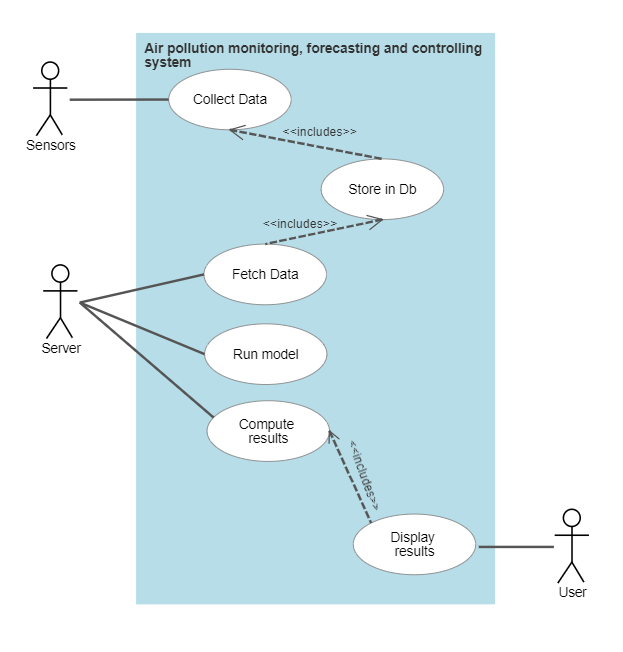 Air pollution monitoring, forecasting and controlling
system
Collect Data
Sensors
<<includes>>
Store in Db
<<includes>>
Fetch Data
Server
Run model
Compute
results
<<includes>>
Display
results
User